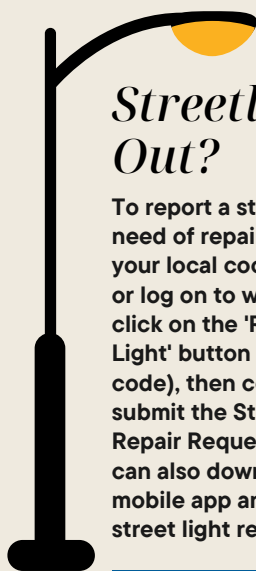 Streetl
Out?
To report a st
need of repai
your local coo
or log on to w
click on the 'R
Light' button
code), then c
submit the St
Repair Reque
can also dow
mobile app an
street light re